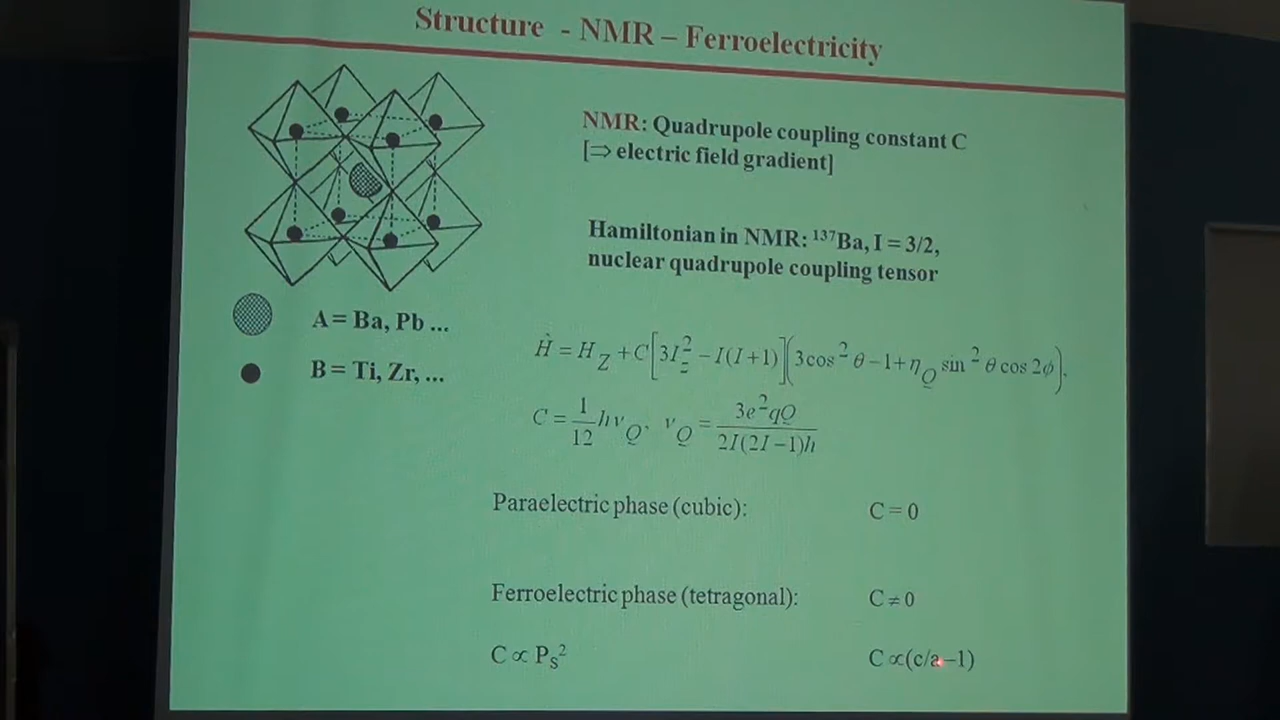 Structure - NMR – Ferroelectricity
NMR: Quadrupole coupling constant C
[⇒ electric field gradient]
Hamiltonian in NMR: ¹³⁷Ba, I = 3/2,
nuclear quadrupole coupling tensor
A = Ba, Pb ...
B = Ti, Zr, ...
Ĥ = H_Z + C[3I_z² – I(I+1)](3cos²θ – 1 + η_Q sin²θ cos2ϕ),
C = 1/12 hν_Q, ν_Q = 3e²qQ / 2I(2I–1)h
Paraelectric phase (cubic): C = 0
Ferroelectric phase (tetragonal): C ≠ 0
C ∝ P_S² C ∝ (c/a–1)